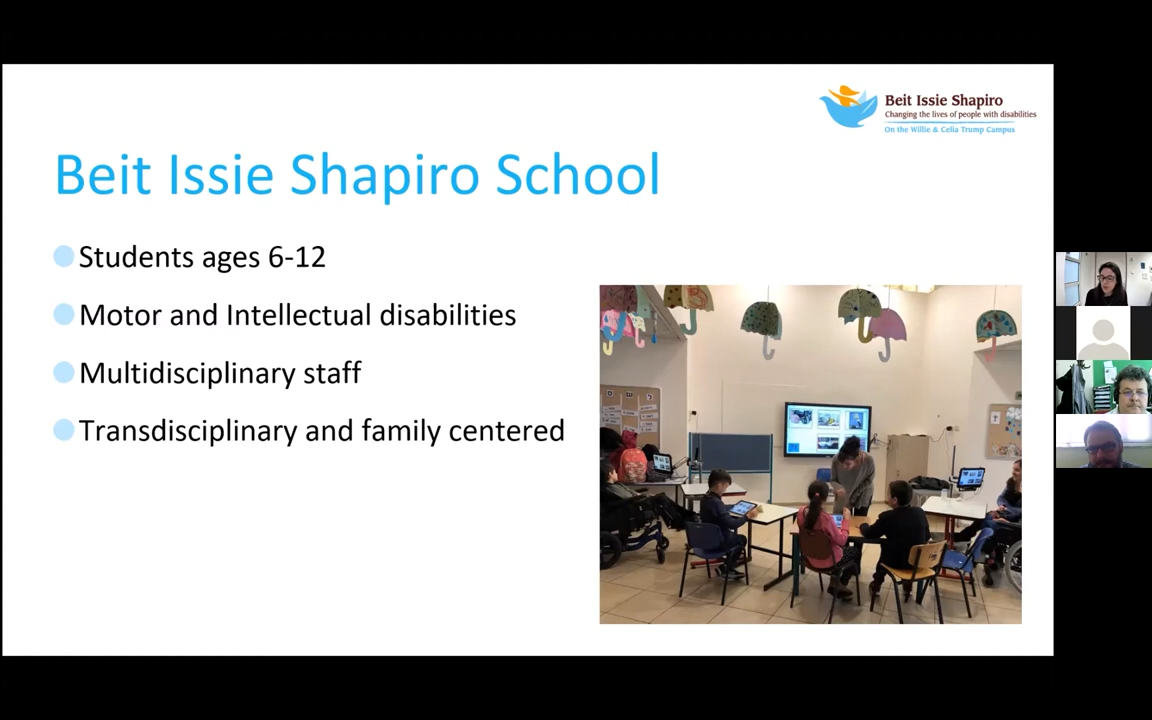 Beit Issie Shapiro
Changing the lives of people with disabilities
On the Willie & Celia Trump Campus
Beit Issie Shapiro School
Students ages 6-12
Motor and Intellectual disabilities
Multidisciplinary staff
Transdisciplinary and family centered